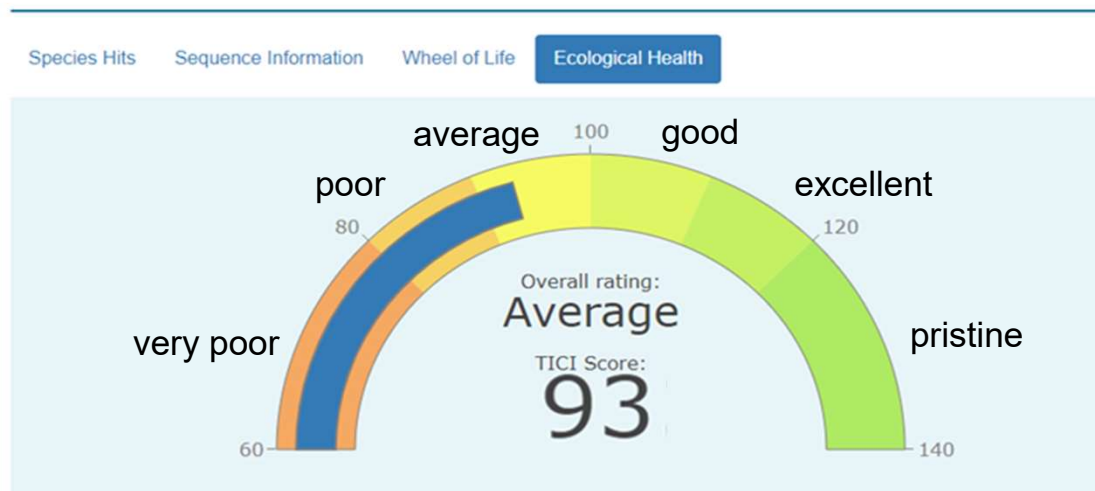 Species Hits Sequence Information Wheel of Life Ecological Health
average 100 good
poor excellent
80 120
Overall rating:
Average
very poor pristine
TICI Score:
93
60 140